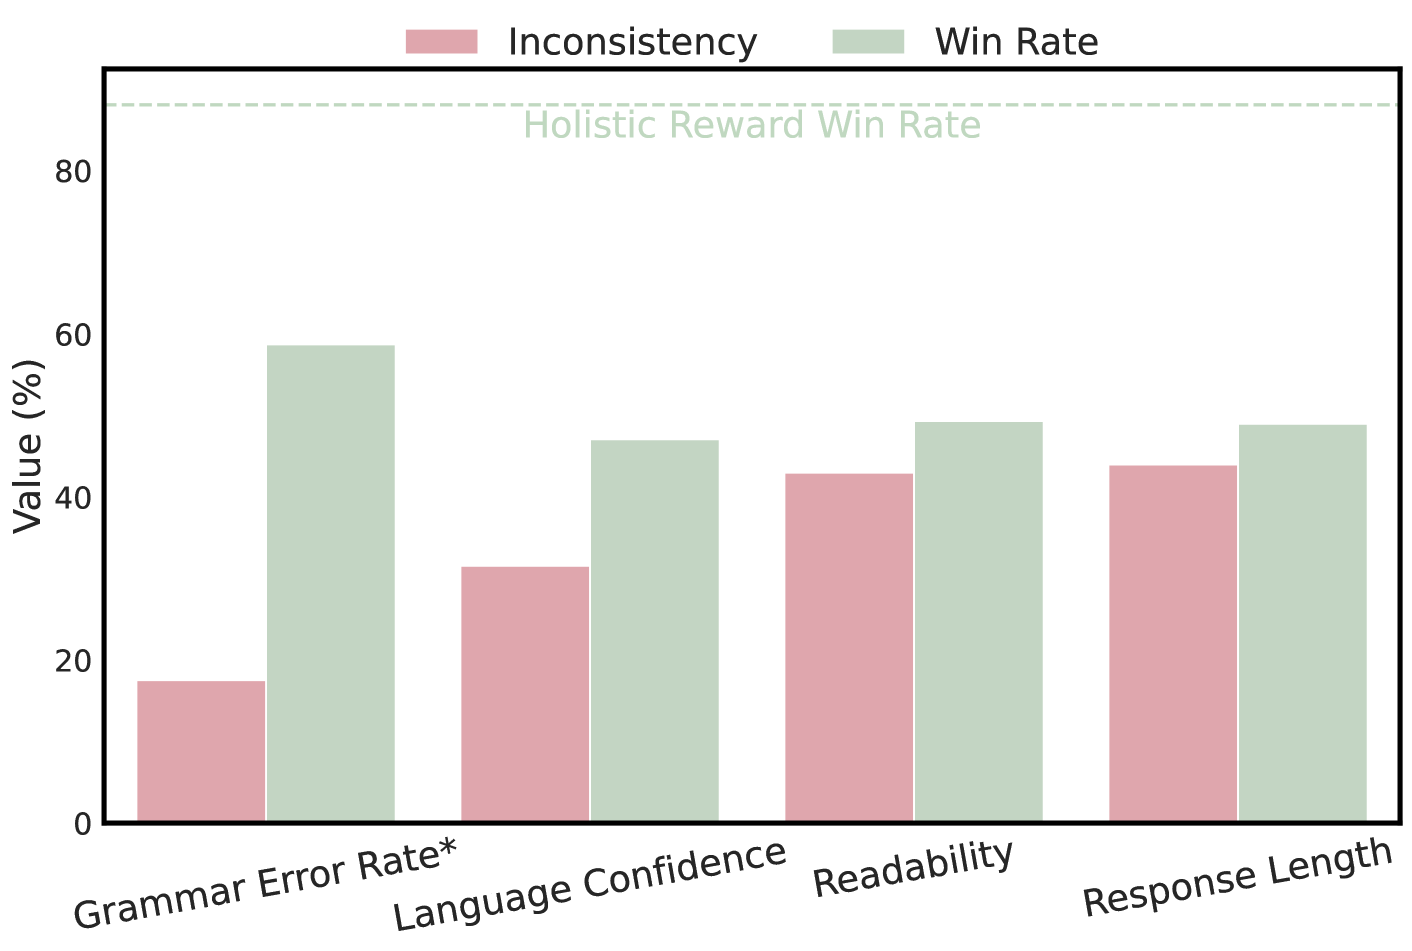 Inconsistency
Win Rate
Holistic Reward Win Rate
Value (%)
80
60
40
20
0
Grammar Error Rate*
Language Confidence
Readability
Response Length